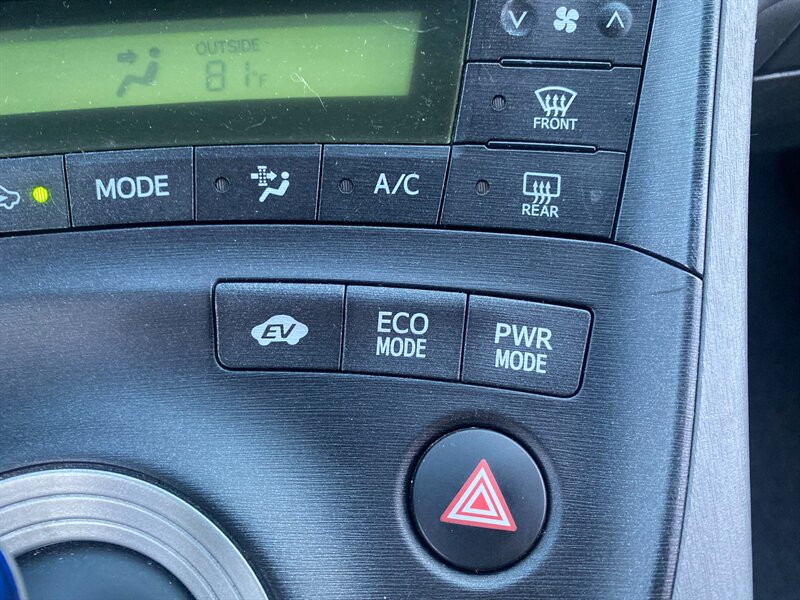 OUTSIDE
81°F
FRONT
MODE
A/C
REAR
EV
ECO
MODE
PWR
MODE